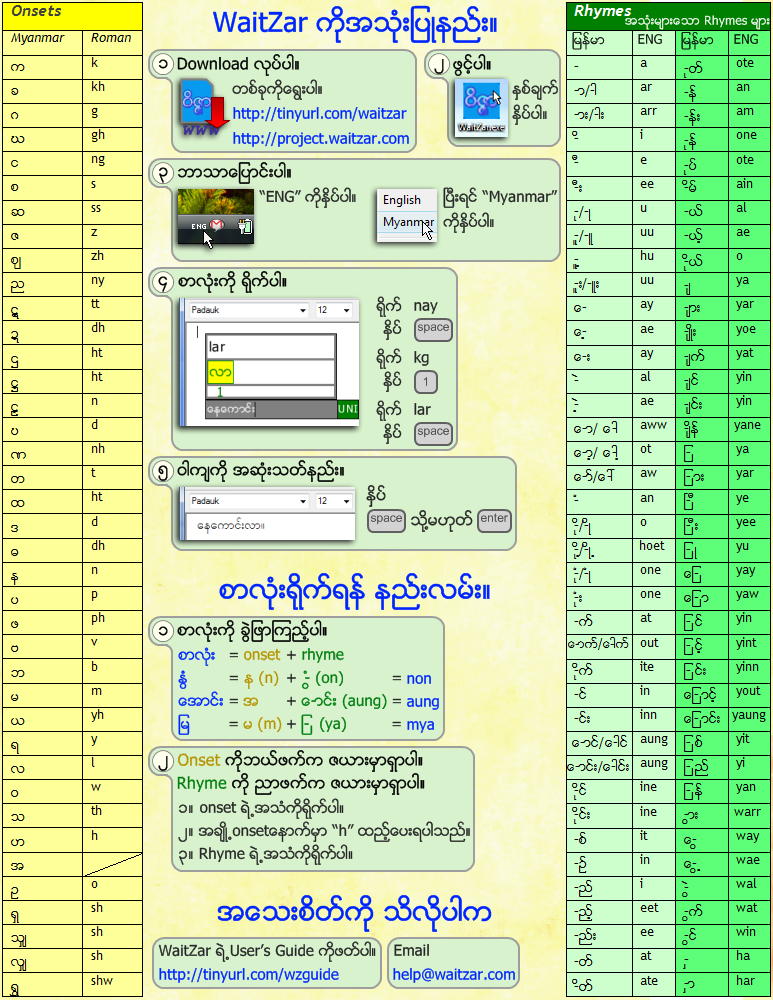 Onsets
Myanmar Roman
က k
ခ kh
ဂ g
ဃ gh
င ng
စ s
ဆ ss
ဇ z
ဈ zh
ည ny
ဋ္ဌ tt
ဍ္ဍ dh
ဌ ht
ဋ္ဌ ht
ဠ n
ပ d
ဏ nh
တ t
ထ ht
ဒ d
ဓ dh
န n
ပ p
ဖ ph
ဗ v
ဘ b
မ m
ယ yh
ရ y
လ l
ဝ w
သ th
ဟ h
အ
ဉ o
ရှ sh
သျှ sh
လျှ sh
ရွှ shw
WaitZar ကိုအသုံးပြုနည်း။
၁ Download လုပ်ပါ။
တစ်ခုကိုရွေးပါ။
http://tinyurl.com/waitzar
http://project.waitzar.com
ဝိဇ္ဇာ
WWW
၂ ဖွင့်ပါ။
ဝိဇ္ဇာ
WaitZar.exe
နှစ်ချက်
နှိပ်ပါ။
၃ ဘာသာပြောင်းပါ။
ENG
“ENG” ကိုနှိပ်ပါ။
English
Myanmar
ပြီးရင် “Myanmar”
ကိုနှိပ်ပါ။
၄ စာလုံးကို ရိုက်ပါ။
Padauk 12
lar
လာ
1
နေကောင်း UNI
ရိုက် nay
နှိပ် space
ရိုက် kg
နှိပ် 1
ရိုက် lar
နှိပ် space
၅ ဝါကျကို အဆုံးသတ်နည်း။
Padauk 12
နေကောင်းလာ။
နှိပ်
space သို့မဟုတ် enter
စာလုံးရိုက်ရန် နည်းလမ်း။
၁ စာလုံးကို ခွဲဖြာကြည့်ပါ။
စာလုံး = onset + rhyme
နွံ = န (n) + ွံ (on) = non
အောင်း = အ + ောင်း (aung) = aung
မြ = မ (m) + ြ (ya) = mya
၂ Onset ကိုဘယ်ဖက်က ဇယားမှာရှာပါ။
Rhyme ကို ညာဖက်က ဇယားမှာရှာပါ။
၁။ onset ရဲ့အသံကိုရိုက်ပါ။
၂။ အချို့onsetနောက်မှာ “h” ထည့်ပေးရပါသည်။
၃။ Rhyme ရဲ့အသံကိုရိုက်ပါ။
အသေးစိတ်ကို သိလိုပါက
WaitZar ရဲ့User’s Guide ကိုဖတ်ပါ။
http://tinyurl.com/wzguide
Email
help@waitzar.com
Rhymes
အသုံးများသော Rhymes များ
မြန်မာ ENG မြန်မာ ENG
- a -ုတ် ote
-ာ/ါ ar -န် an
-ား/ါး arr -န်း am
-ိ i -ုန် one
-ီ e -ုပ် ote
-ီး ee -ိမ် ain
-ု u -ယ် al
-ူ uu -ယ့် ae
-ူ့ hu -ိုယ် o
-ူး uu -ျ ya
ေ- ay -ျား yar
ေ-့ ae -ျိုး yoe
ေ-း ay -ျက် yat
-ဲ al -ျင် yin
-ဲ့ ae -ျင်း yin
ော/ ေါ aww -ျိန် yane
ော့/ ေါ့ ot ြ ya
ော်/ေါ် aw ြား yar
-ံ an ြီ ye
-ို o ြီး yee
-ို့ hoet ြု yu
-ုံ one ြေ yay
-ုံး one ြော yaw
-က် at ြင် yin
ောက်/ေါက် out ြင့် yint
-ိုက် ite ြင်း yinn
-င် in ြောင့် yout
-င်း inn ြောင်း yaung
ောင်/ေါင် aung ြစ် yit
ောင်း/ေါင်း aung ြည် yi
-ိုင် ine ြန် yan
-ိုင်း ine -ွား warr
-စ် it ေွ- way
-ဉ် in ေွ့- wae
-ည် i -ွဲ wal
-ည့် eet -ွက် wat
-ည်း ee -ွင် win
-တ် at -ှ ha
-ိတ် ate -ှာ har